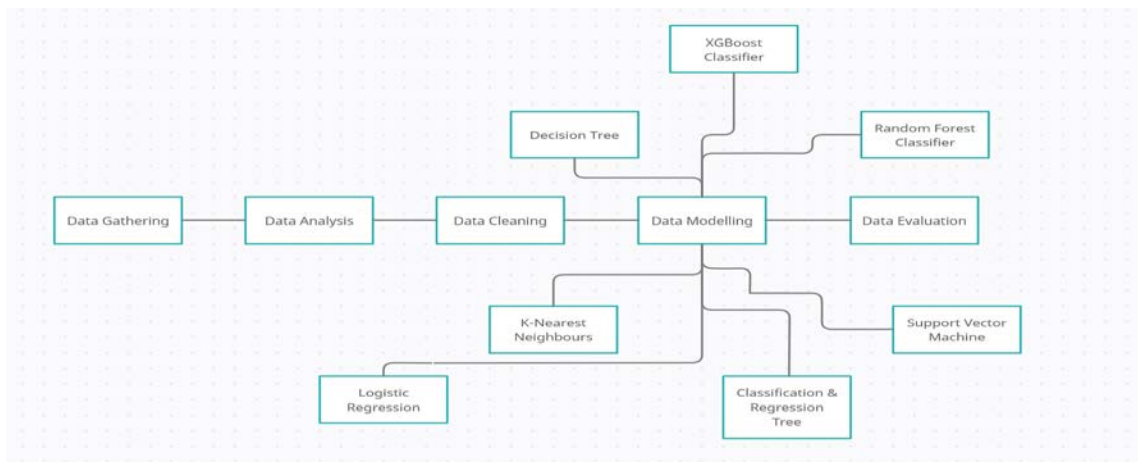 XGBoost
Classifier
Decision Tree
Random Forest
Classifier
Data Gathering
Data Analysis
Data Cleaning
Data Modelling
Data Evaluation
K-Nearest
Neighbours
Support Vector
Machine
Logistic
Regression
Classification &
Regression
Tree